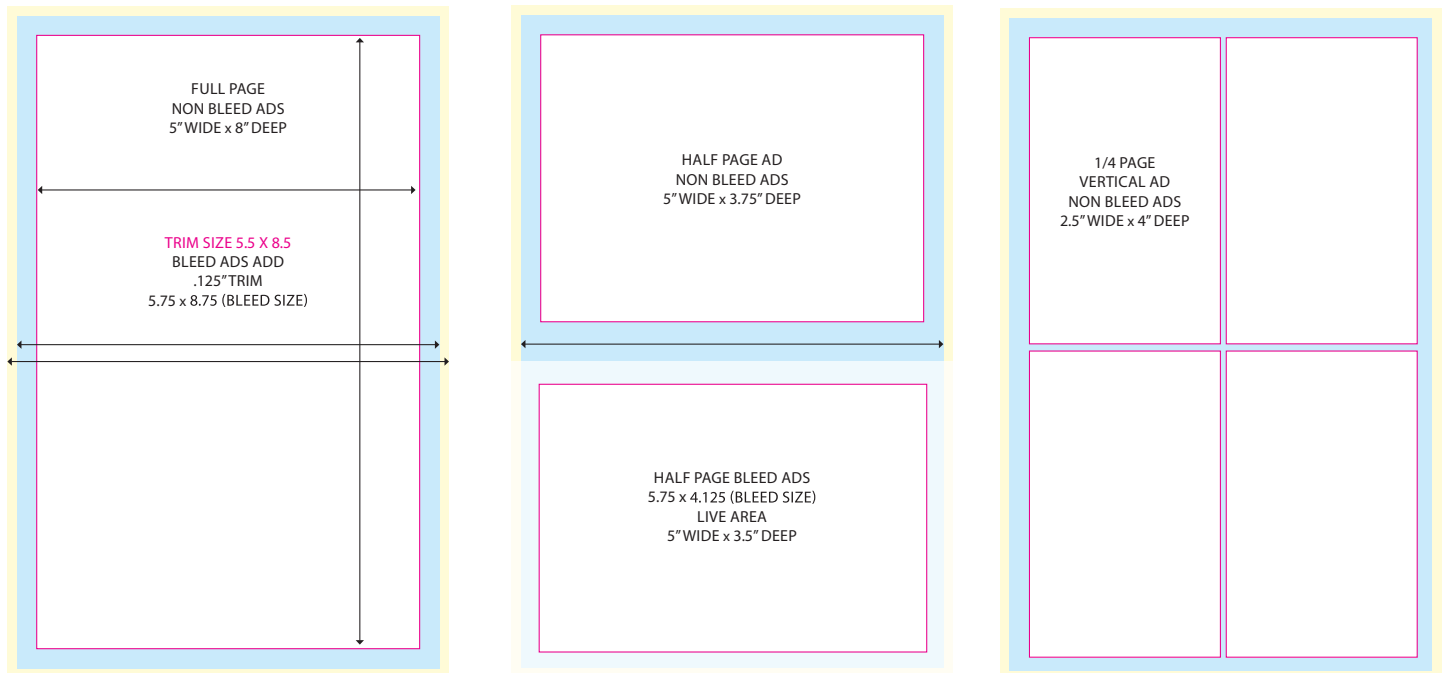 FULL PAGE
NON BLEED ADS
5” WIDE x 8” DEEP
TRIM SIZE 5.5 X 8.5
BLEED ADS ADD
.125” TRIM
5.75 x 8.75 (BLEED SIZE)
HALF PAGE AD
NON BLEED ADS
5” WIDE x 3.75” DEEP
HALF PAGE BLEED ADS
5.75 x 4.125 (BLEED SIZE)
LIVE AREA
5” WIDE x 3.5” DEEP
1/4 PAGE
VERTICAL AD
NON BLEED ADS
2.5” WIDE x 4” DEEP